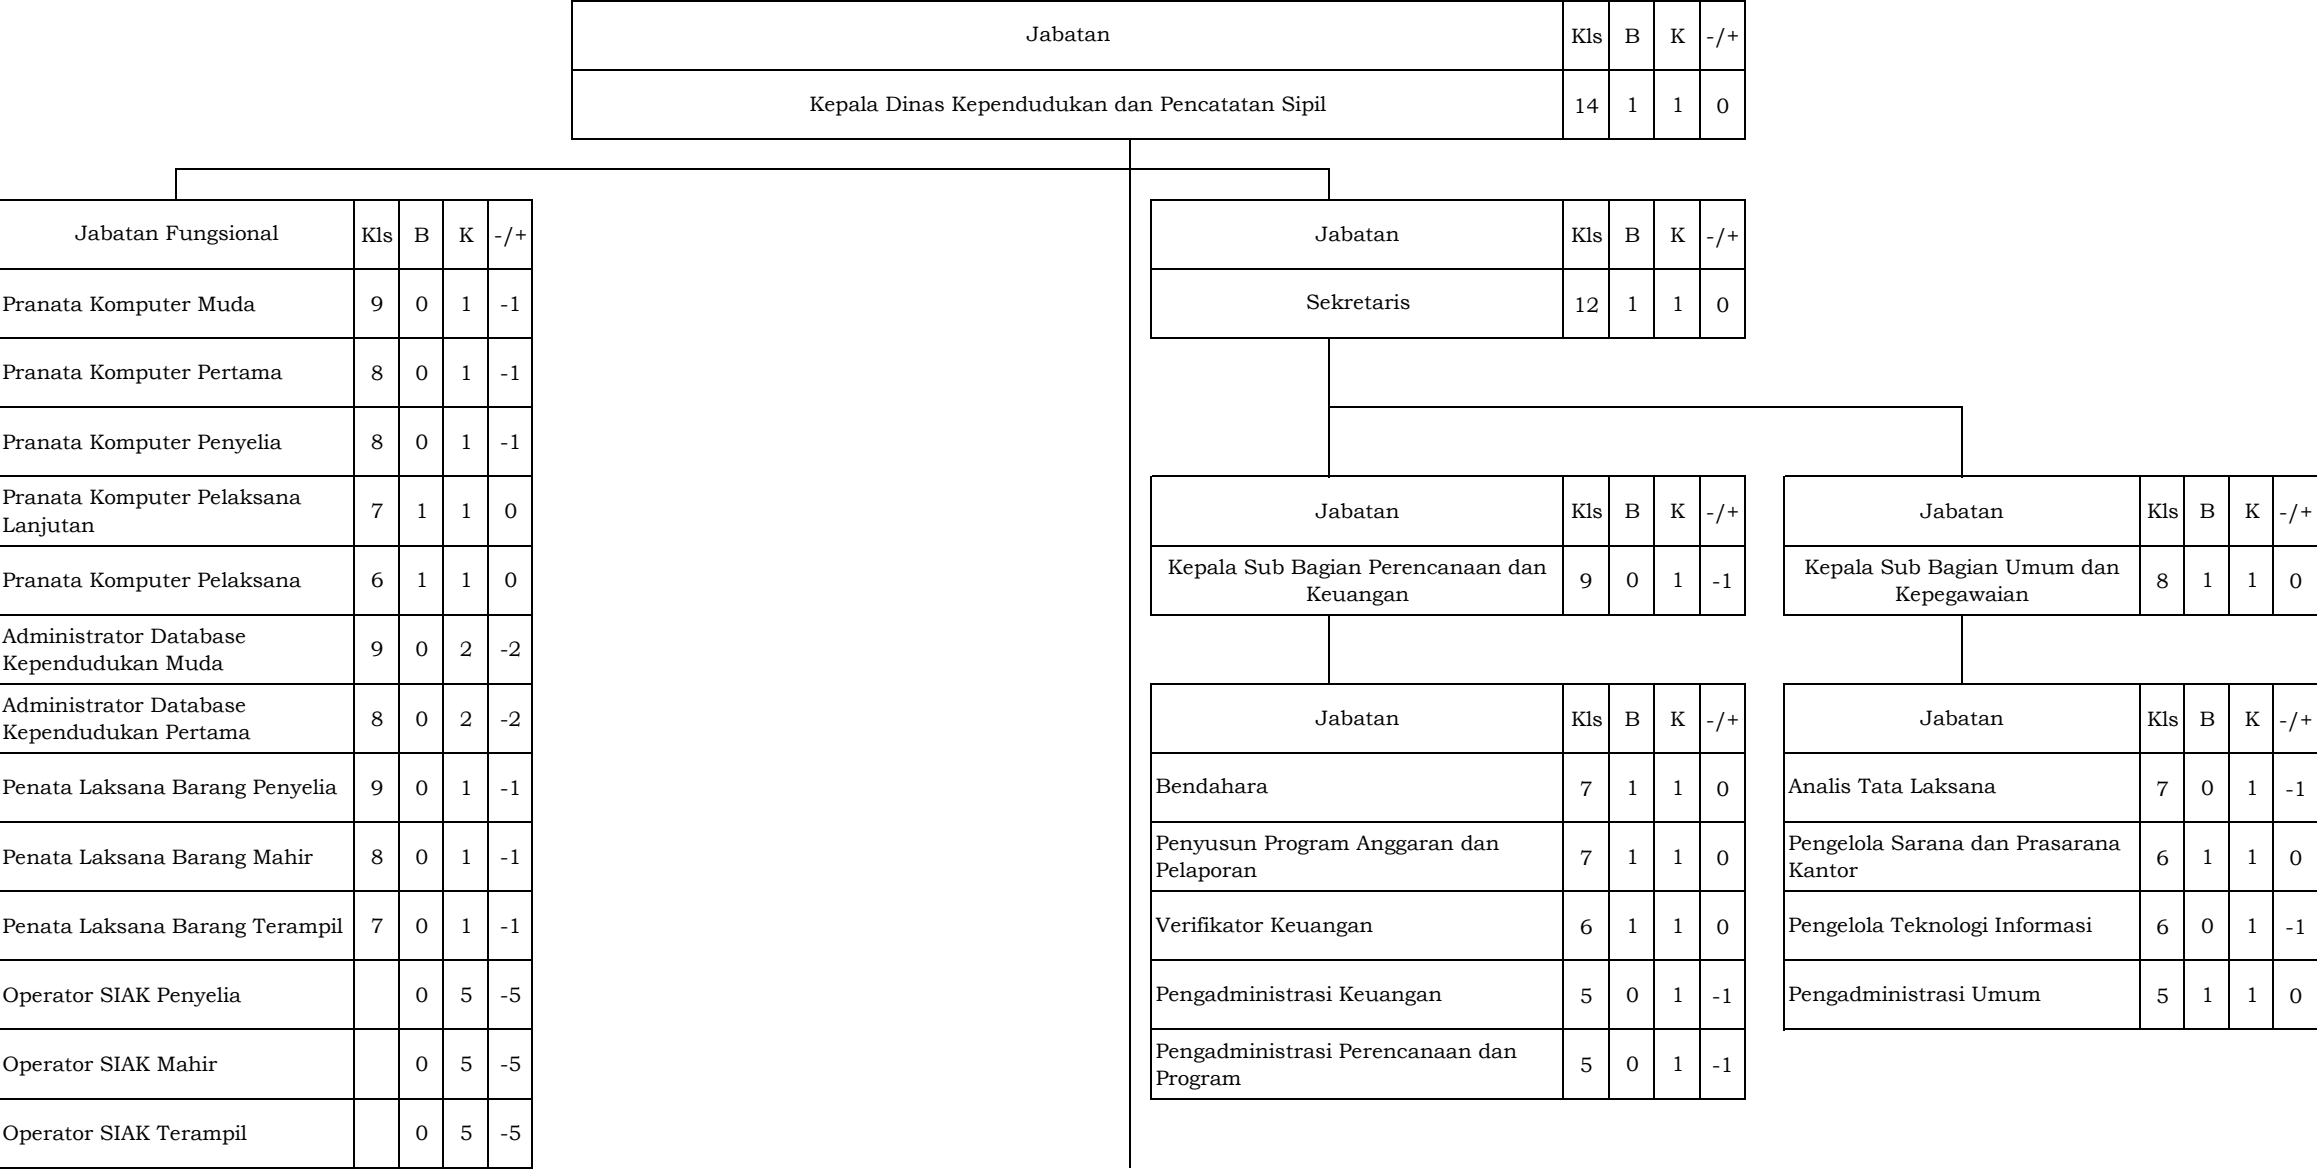 Jabatan Kls B K -/+
Kepala Dinas Kependudukan dan Pencatatan Sipil 14 1 1 0
Jabatan Fungsional Kls B K -/+
Pranata Komputer Muda 9 0 1 -1
Pranata Komputer Pertama 8 0 1 -1
Pranata Komputer Penyelia 8 0 1 -1
Pranata Komputer Pelaksana
Lanjutan 7 1 1 0
Pranata Komputer Pelaksana 6 1 1 0
Administrator Database
Kependudukan Muda 9 0 2 -2
Administrator Database
Kependudukan Pertama 8 0 2 -2
Penata Laksana Barang Penyelia 9 0 1 -1
Penata Laksana Barang Mahir 8 0 1 -1
Penata Laksana Barang Terampil 7 0 1 -1
Operator SIAK Penyelia 0 5 -5
Operator SIAK Mahir 0 5 -5
Operator SIAK Terampil 0 5 -5
Jabatan Kls B K -/+
Sekretaris 12 1 1 0
Jabatan Kls B K -/+
Kepala Sub Bagian Perencanaan dan
Keuangan 9 0 1 -1
Jabatan Kls B K -/+
Bendahara 7 1 1 0
Penyusun Program Anggaran dan
Pelaporan 7 1 1 0
Verifikator Keuangan 6 1 1 0
Pengadministrasi Keuangan 5 0 1 -1
Pengadministrasi Perencanaan dan
Program 5 0 1 -1
Jabatan Kls B K -/+
Kepala Sub Bagian Umum dan
Kepegawaian 8 1 1 0
Jabatan Kls B K -/+
Analis Tata Laksana 7 0 1 -1
Pengelola Sarana dan Prasarana
Kantor 6 1 1 0
Pengelola Teknologi Informasi 6 0 1 -1
Pengadministrasi Umum 5 1 1 0